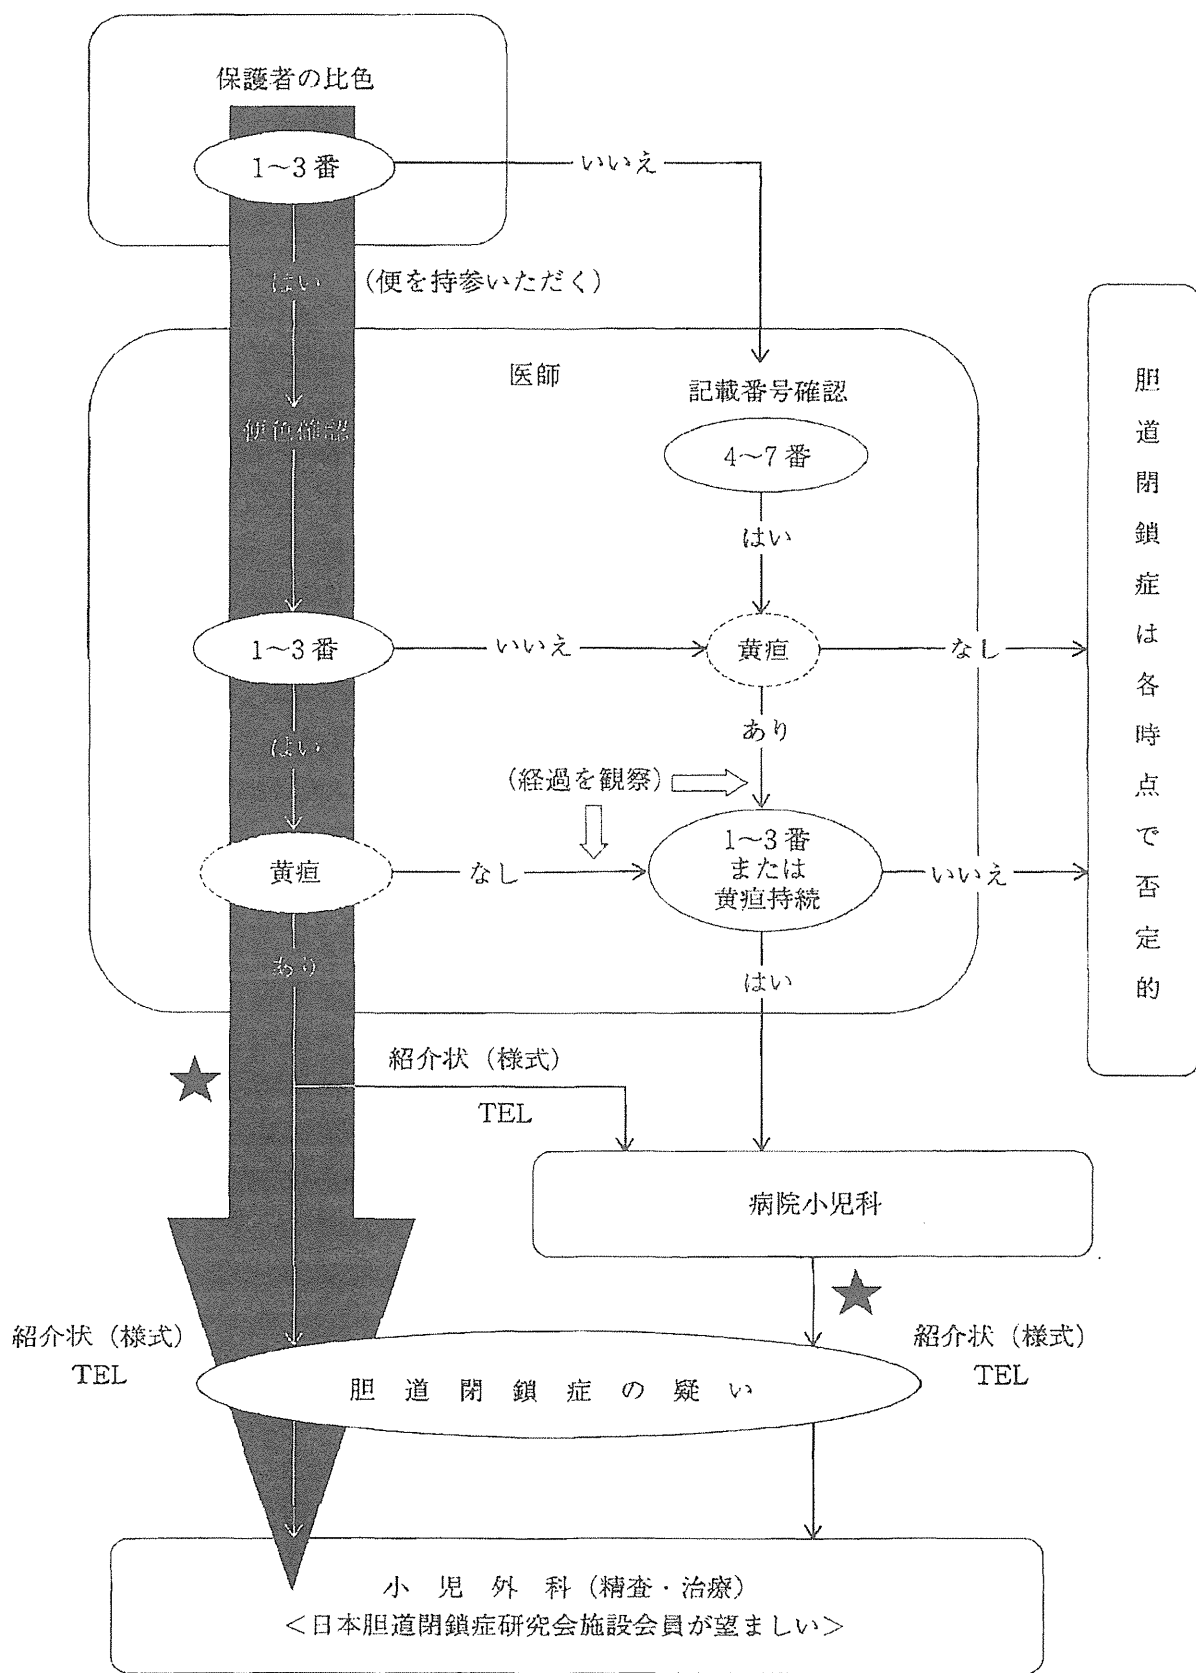 保護者の比色
1～3番
いいえ
はい
(便を持参いただく)
医師
記載番号確認
便色確認
4～7番
はい
1～3番
いいえ
黄疸
なし
はい
あり
(経過を観察)
黄疸
なし
1～3番
または
黄疸持続
いいえ
あり
はい
胆道閉鎖症は各時点で否定的
紹介状 (様式)
TEL
病院小児科
紹介状 (様式)
TEL
紹介状 (様式)
TEL
胆道閉鎖症の疑い
小児外科 (精査・治療)
＜日本胆道閉鎖症研究会施設会員が望ましい＞